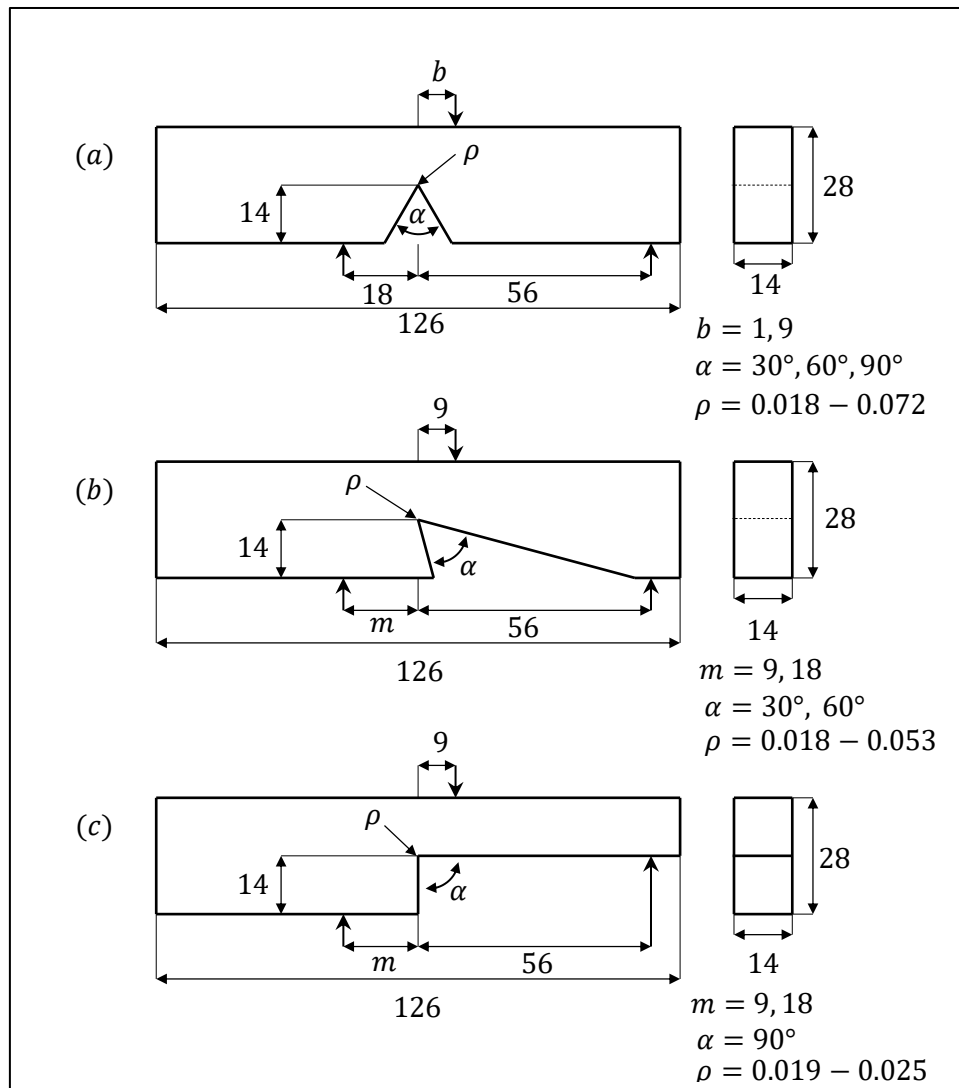 b
(a)
ρ
14
α
28
18
56
14
126
b = 1, 9
α = 30°, 60°, 90°
ρ = 0.018 − 0.072
9
(b)
ρ
14
α
28
m
56
14
126
m = 9, 18
α = 30°, 60°
ρ = 0.018 − 0.053
9
(c)
ρ
14
α
28
m
56
14
126
m = 9, 18
α = 90°
ρ = 0.019 − 0.025